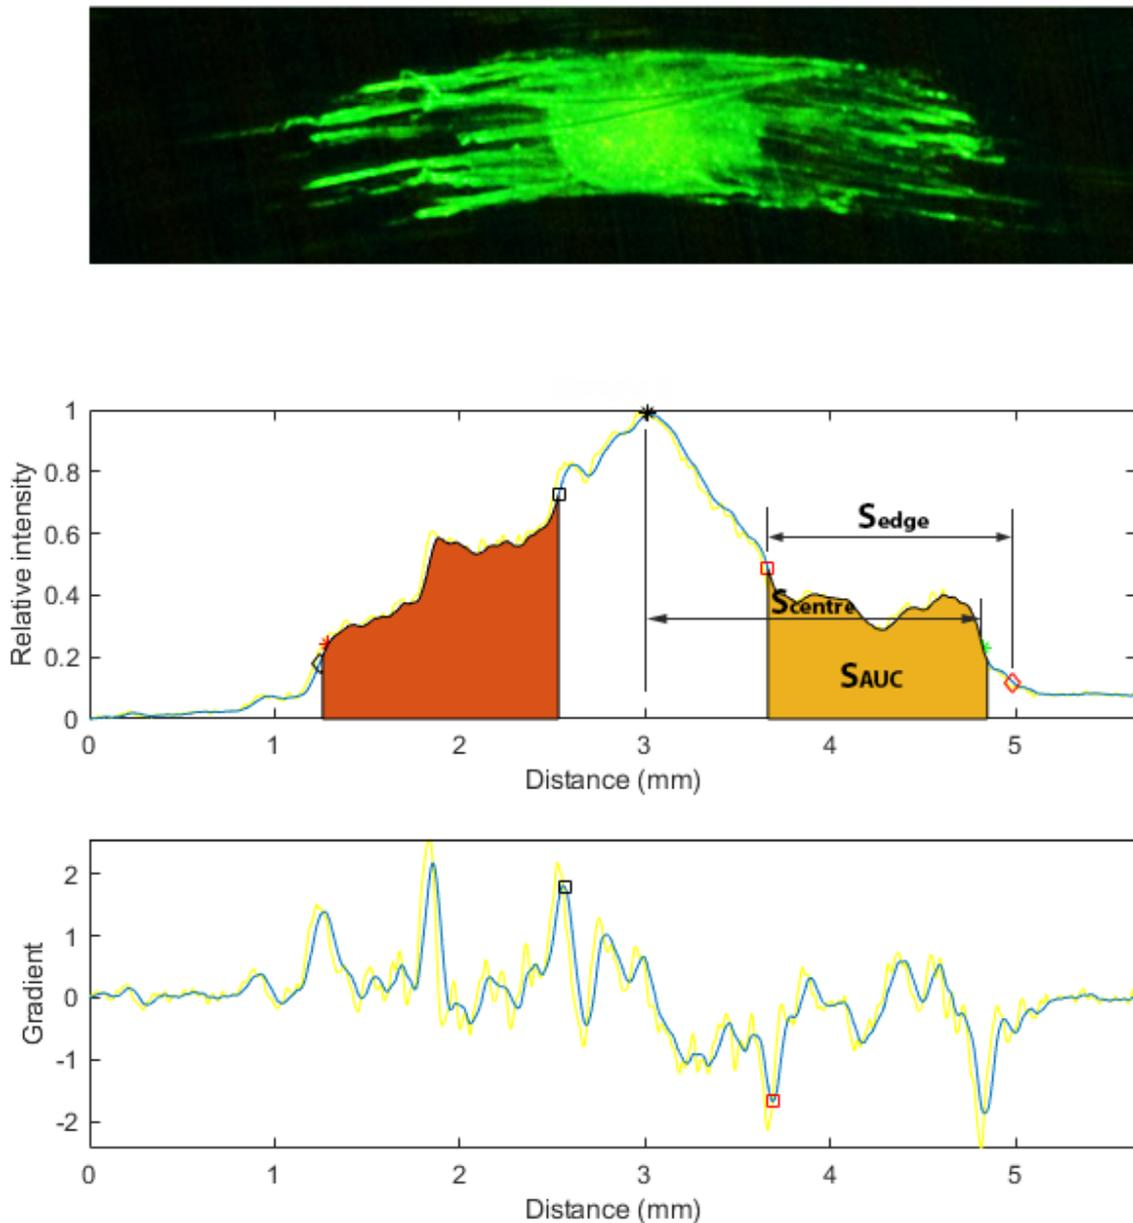 1
0.8
0.6
0.4
0.2
0
Relative intensity
Sedge
Scentre
SAUC
0 1 2 3 4 5
Distance (mm)
2
1
0
-1
-2
Gradient
0 1 2 3 4 5
Distance (mm)